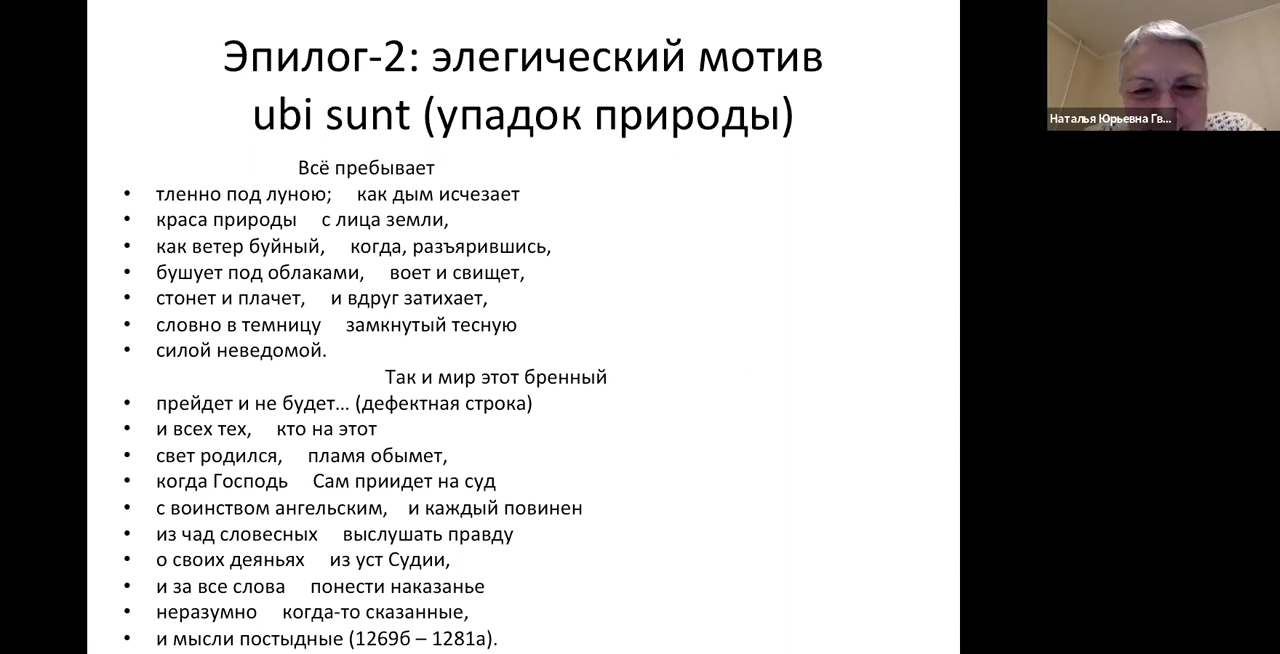 Эпилог-2: элегический мотив
ubi sunt (упадок природы)
Всё пребывает
• тленно под луною; как дым исчезает
• краса природы с лица земли,
• как ветер буйный, когда, разъярившись,
• бушует под облаками, воет и свищет,
• стонет и плачет, и вдруг затихает,
• словно в темницу замкнутый тесную
• силой неведомой.
Так и мир этот бренный
• прейдет и не будет... (дефектная строка)
• и всех тех, кто на этот
• свет родился, пламя обымет,
• когда Господь Сам приидет на суд
• с воинством ангельским, и каждый повинен
• из чад словесных выслушать правду
• о своих деяньях из уст Судии,
• и за все слова понести наказанье
• неразумно когда-то сказанные,
• и мысли постыдные (1269б – 1281а).
Наталья Юрьевна Гв...